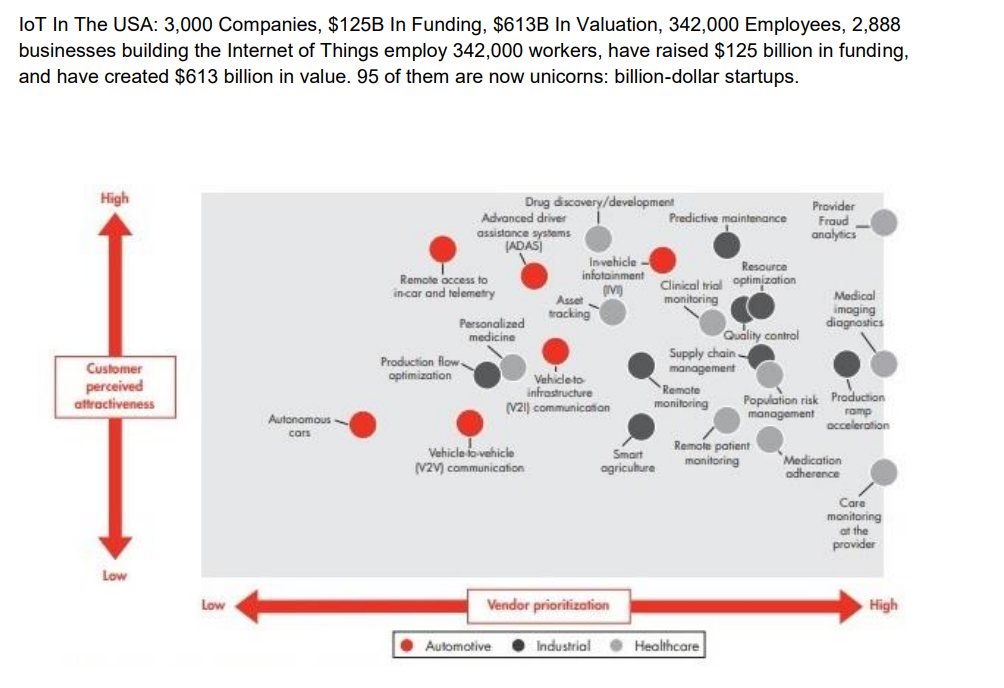 IoT In The USA: 3,000 Companies, $125B In Funding, $613B In Valuation, 342,000 Employees, 2,888
businesses building the Internet of Things employ 342,000 workers, have raised $125 billion in funding,
and have created $613 billion in value. 95 of them are now unicorns: billion-dollar startups.
High
Customer
perceived
attractiveness
Low
Drug discovery/development
Advanced driver
assistance systems
(ADAS)
Predictive maintenance
Provider
Fraud
analytics
Remote access to
in-car and telemetry
In-vehicle
infotainment
(IVI)
Resource
optimization
Clinical trial
monitoring
Asset
tracking
Medical
imaging
diagnostics
Personalized
medicine
Quality control
Production flow
optimization
Supply chain
management
Vehicle-to-
infrastructure
(V2I) communication
Remote
monitoring
Population risk
management
Production
ramp
acceleration
Autonomous
cars
Vehicle-to-vehicle
(V2V) communication
Smart
agriculture
Remote patient
monitoring
Medication
adherence
Care
monitoring
at the
provider
Low
Vendor prioritization
High
Automotive
Industrial
Healthcare